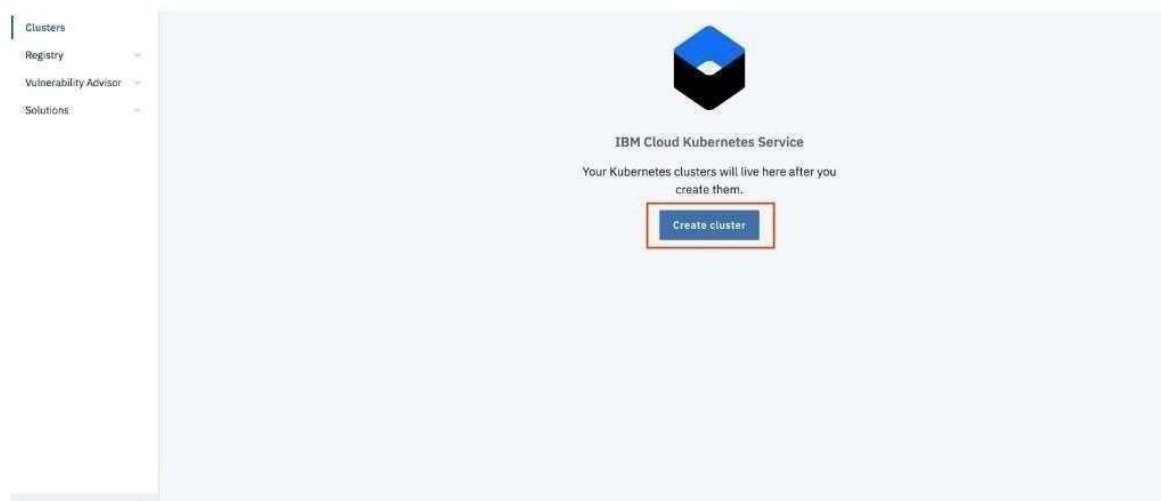 Clusters
Registry
Vulnerability Advisor
Solutions
IBM Cloud Kubernetes Service
Your Kubernetes clusters will live here after you
create them.
Create cluster